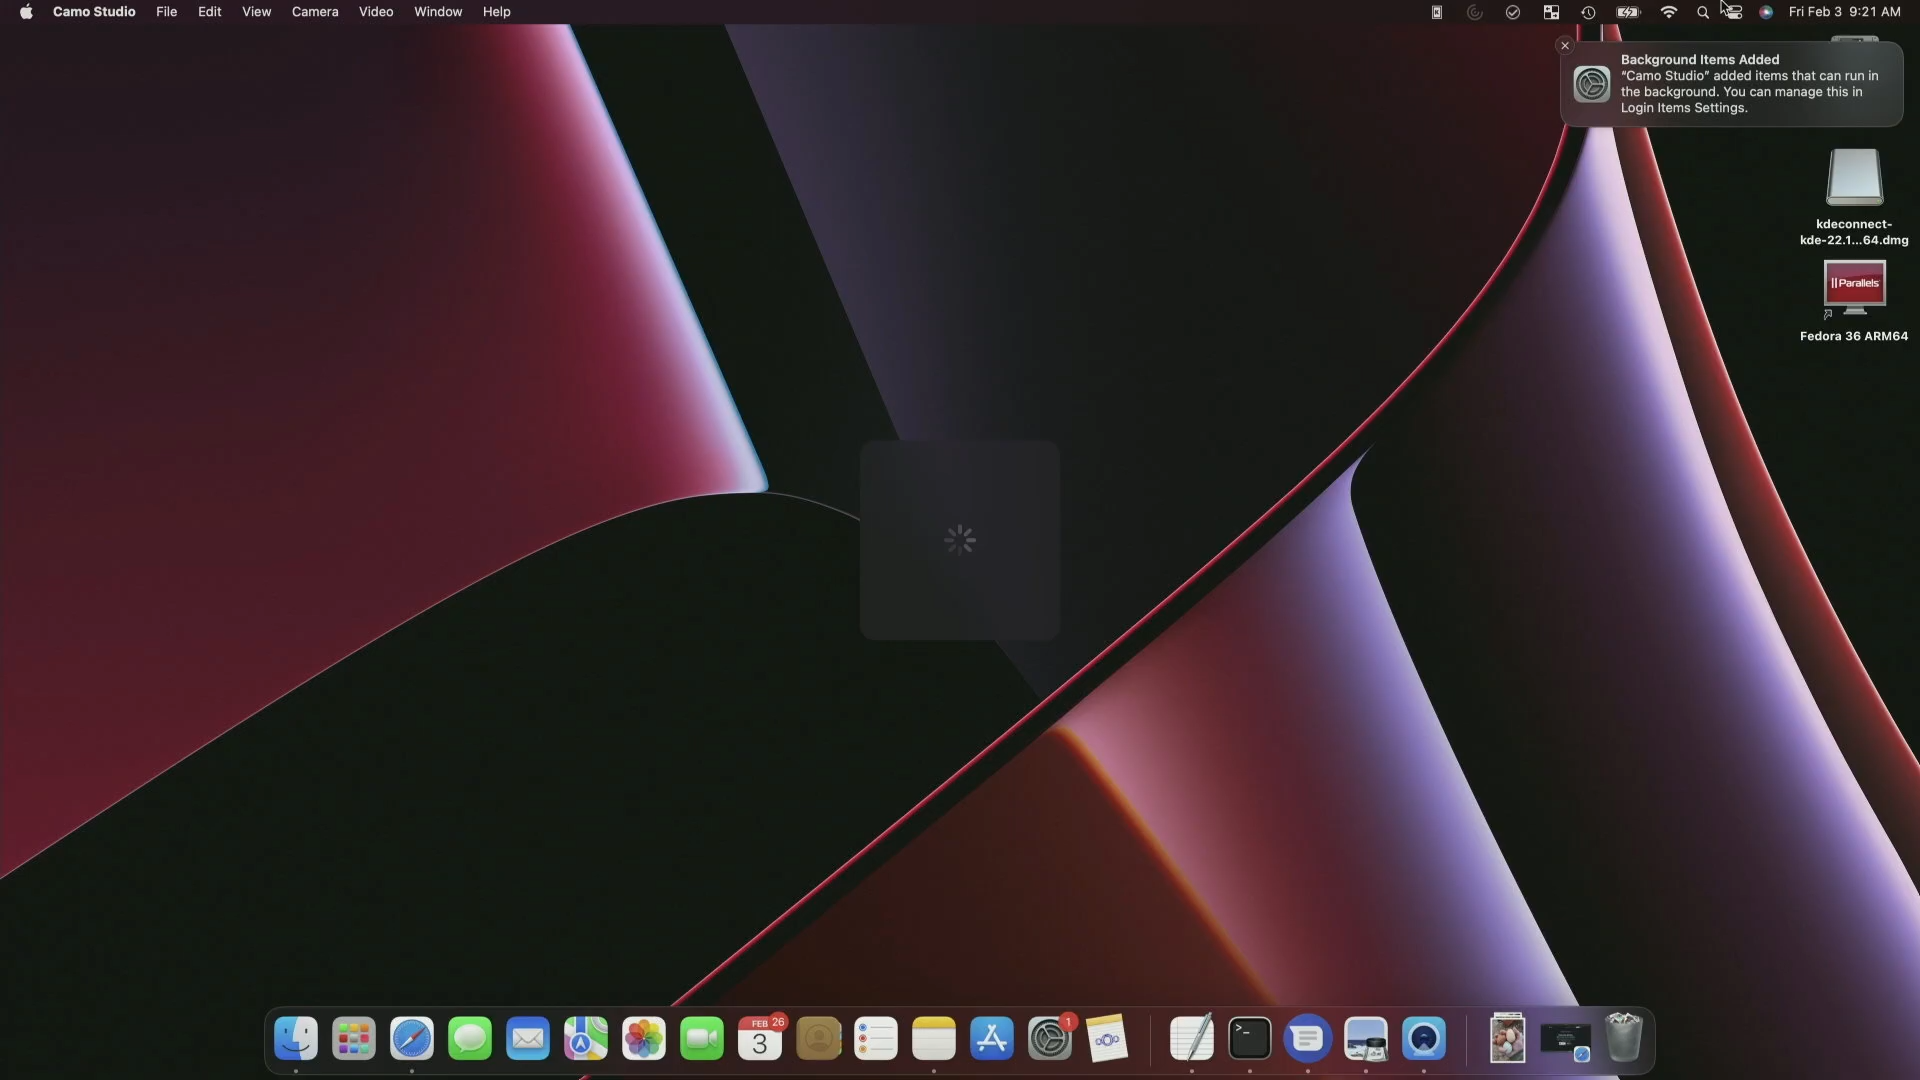 Camo Studio File Edit View Camera Video Window Help Fri Feb 3 9:21 AM
Background Items Added
“Camo Studio” added items that can run in
the background. You can manage this in
Login Items Settings.
kdeconnect-
kde-22.1...64.dmg
Parallels
Fedora 36 ARM64
FEB 26
3
1
>_